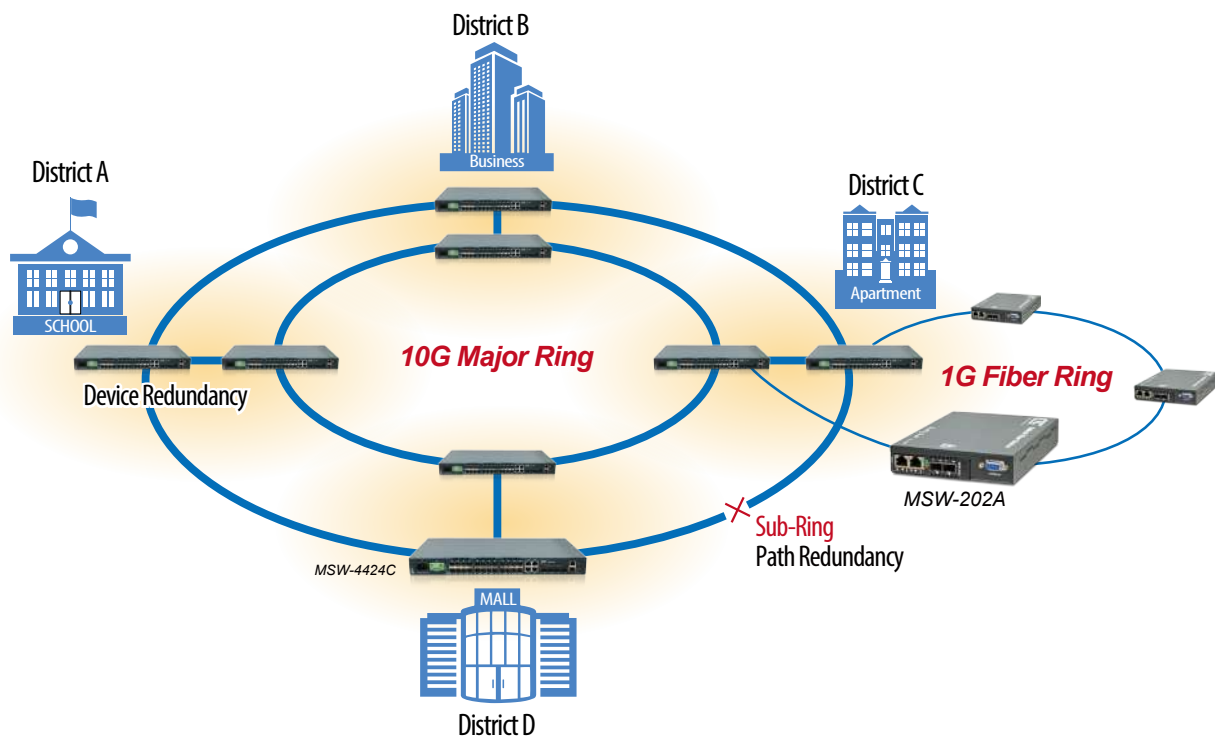 District B
Business
District A
SCHOOL
District C
Apartment
10G Major Ring
1G Fiber Ring
Device Redundancy
MSW-202A
Sub-Ring
Path Redundancy
MSW-4424C
MALL
District D